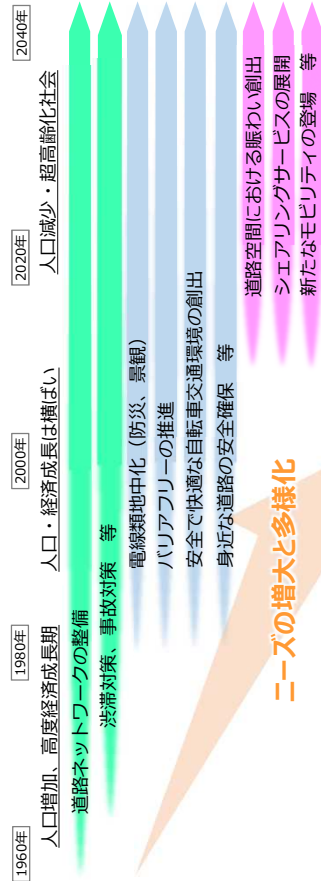 1960年
1980年
2000年
2020年
2040年
人口増加、高度経済成長期
人口・経済成長は横ばい
人口減少・超高齢化社会
道路ネットワークの整備
渋滞対策、事故対策　等
電線類地中化（防災、景観）
バリアフリーの推進
安全で快適な自転車交通環境の創出
身近な道路の安全確保　等
道路空間における賑わい創出
シェアリングサービスの展開
新たなモビリティの登場　等
ニーズの増大と多様化